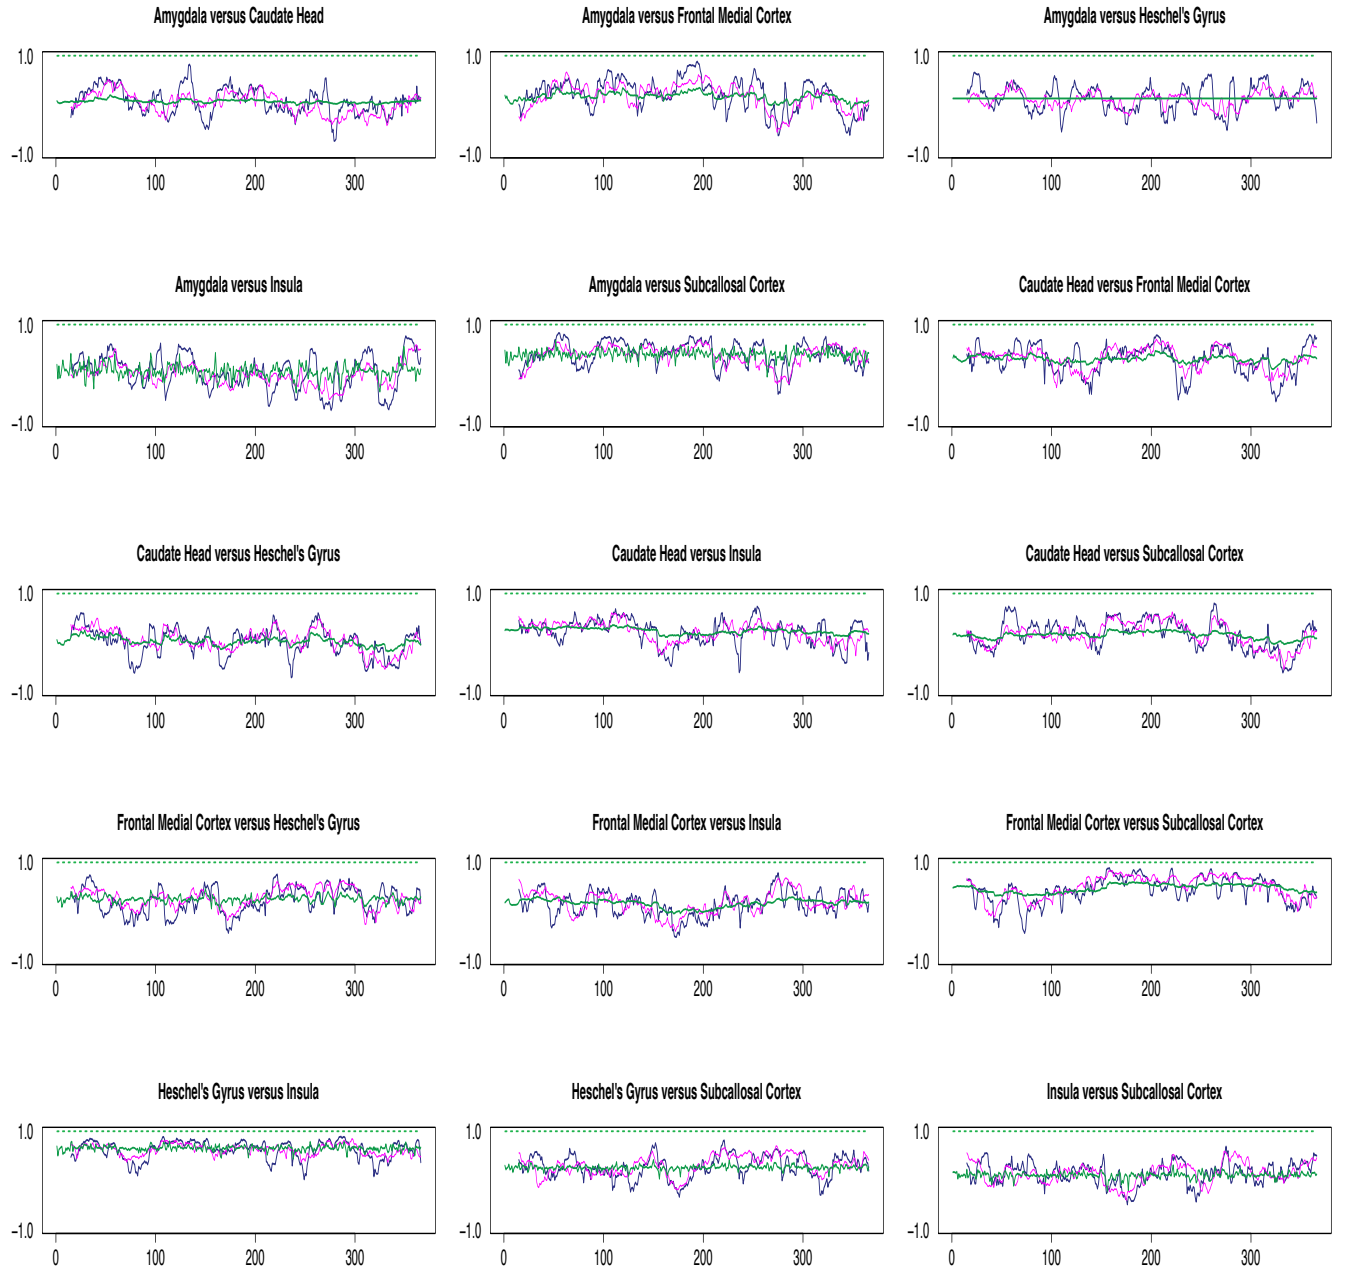 Amygdala versus Caudate Head
Amygdala versus Frontal Medial Cortex
Amygdala versus Heschel's Gyrus
1.0
−1.0
0 100 200 300
1.0
−1.0
0 100 200 300
1.0
−1.0
0 100 200 300
Amygdala versus Insula
Amygdala versus Subcallosal Cortex
Caudate Head versus Frontal Medial Cortex
1.0
−1.0
0 100 200 300
1.0
−1.0
0 100 200 300
1.0
−1.0
0 100 200 300
Caudate Head versus Heschel's Gyrus
Caudate Head versus Insula
Caudate Head versus Subcallosal Cortex
1.0
−1.0
0 100 200 300
1.0
−1.0
0 100 200 300
1.0
−1.0
0 100 200 300
Frontal Medial Cortex versus Heschel's Gyrus
Frontal Medial Cortex versus Insula
Frontal Medial Cortex versus Subcallosal Cortex
1.0
−1.0
0 100 200 300
1.0
−1.0
0 100 200 300
1.0
−1.0
0 100 200 300
Heschel's Gyrus versus Insula
Heschel's Gyrus versus Subcallosal Cortex
Insula versus Subcallosal Cortex
1.0
−1.0
0 100 200 300
1.0
−1.0
0 100 200 300
1.0
−1.0
0 100 200 300